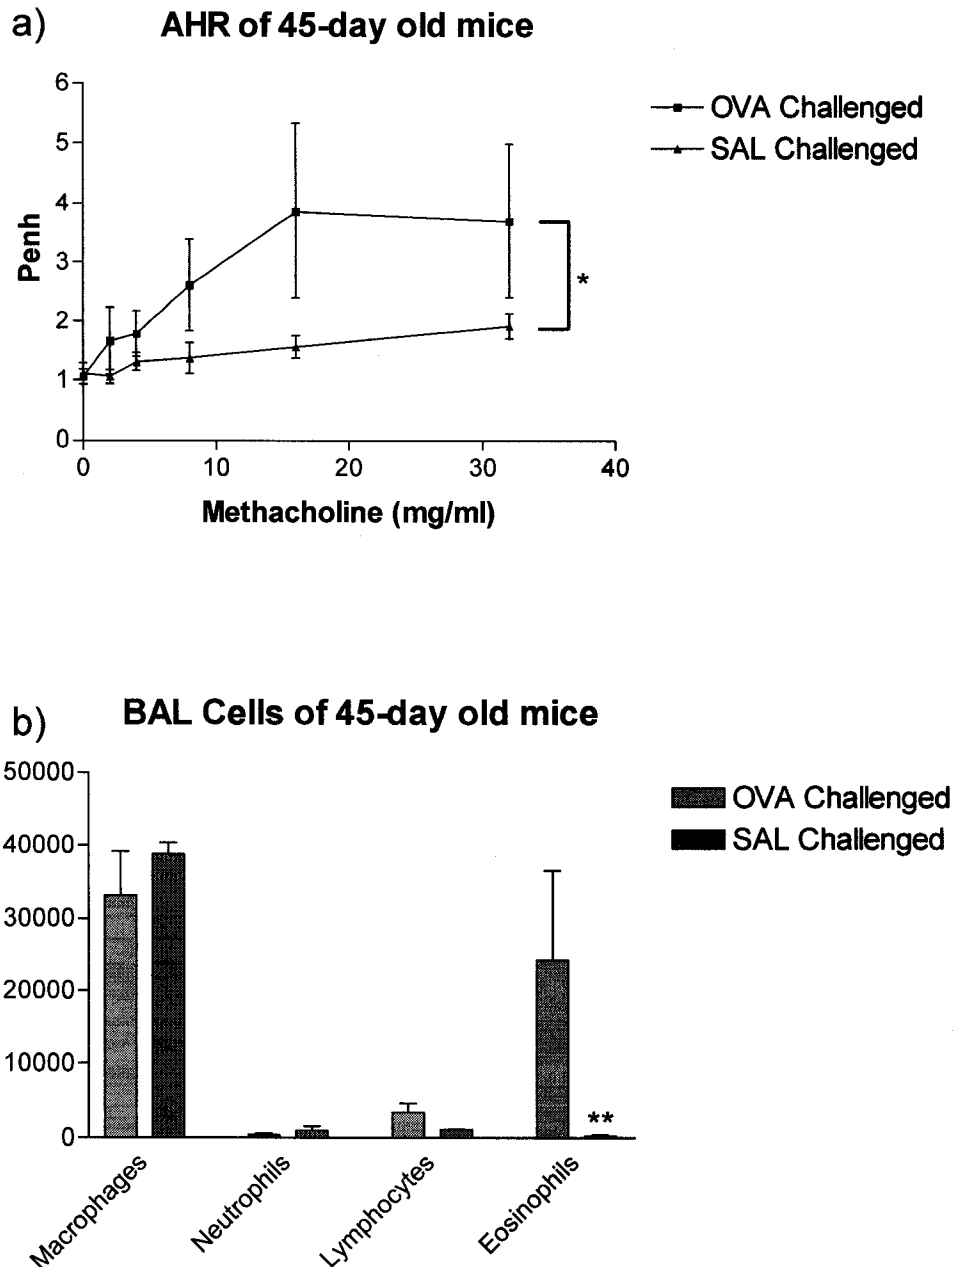 a)
AHR of 45-day old mice
6
5
4
3
2
1
0
Penh
0 10 20 30 40
Methacholine (mg/ml)
OVA Challenged
SAL Challenged
*
b)
BAL Cells of 45-day old mice
50000
40000
30000
20000
10000
0
**
Macrophages
Neutrophils
Lymphocytes
Eosinophils
OVA Challenged
SAL Challenged